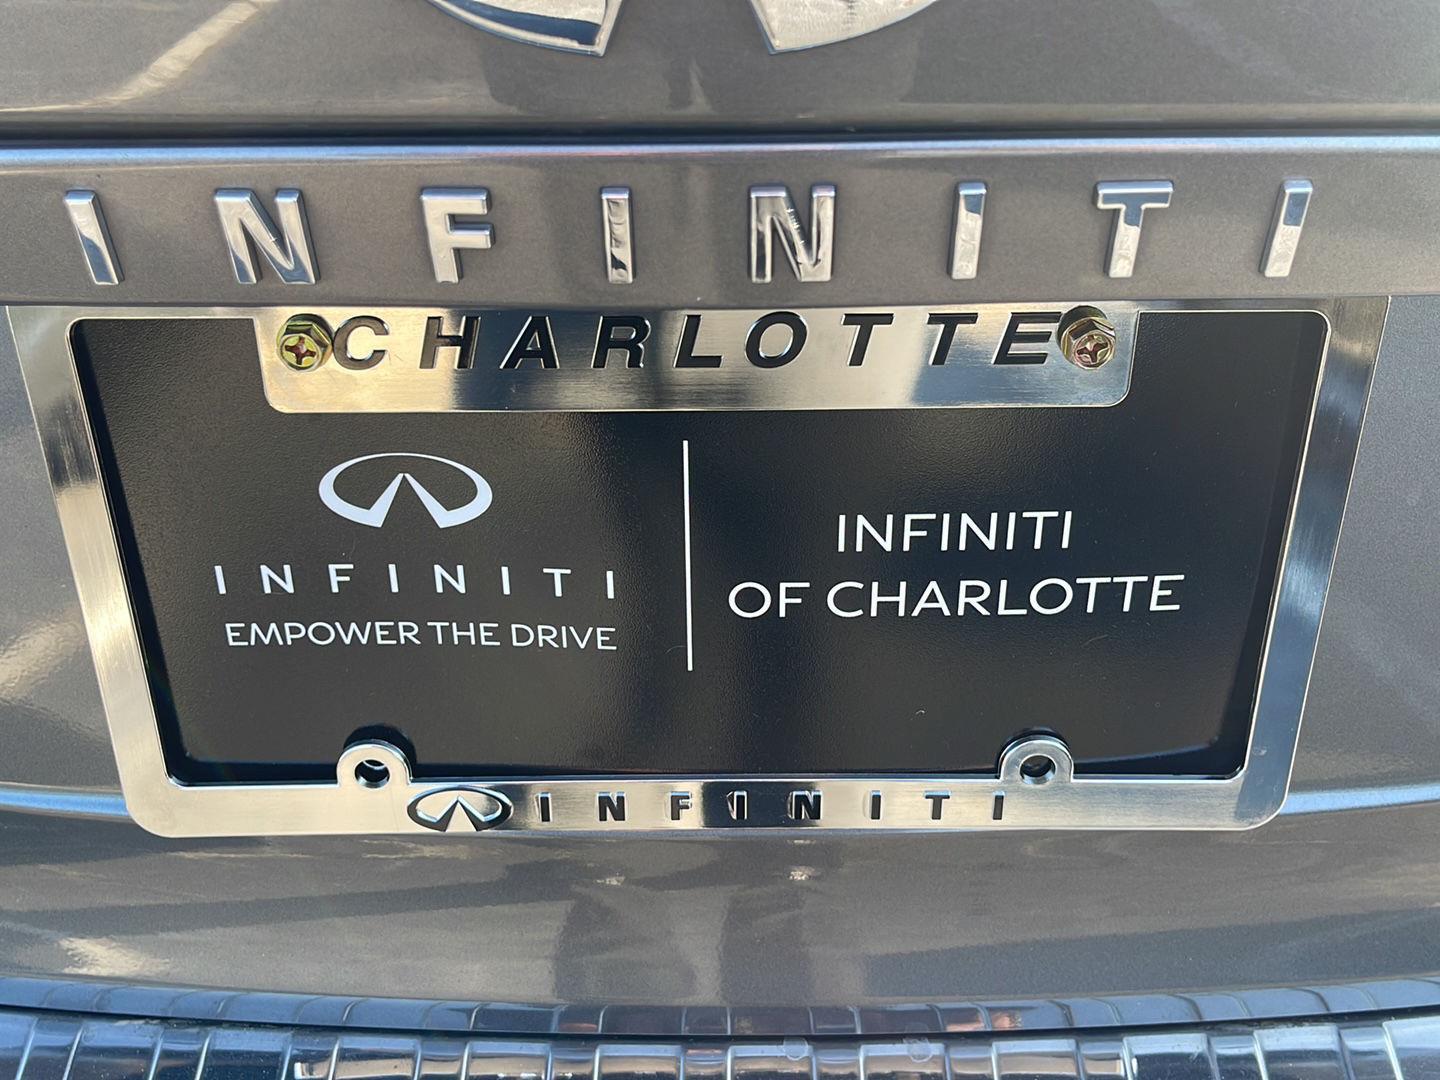 INFINITI
CHARLOTTE
INFINITI
EMPOWER THE DRIVE
INFINITI
OF CHARLOTTE
INFINITI